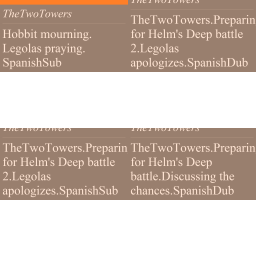 TheTwoTowers
Hobbit mourning.
Legolas praying.
SpanishSub
TheTwoTowers
TheTwoTowers.Preparin
for Helm's Deep battle
2.Legolas
apologizes.SpanishDub
TheTwoTowers
TheTwoTowers.Preparin
for Helm's Deep battle
2.Legolas
apologizes.SpanishSub
TheTwoTowers
TheTwoTowers.Preparin
for Helm's Deep
battle.Discussing the
chances.SpanishDub